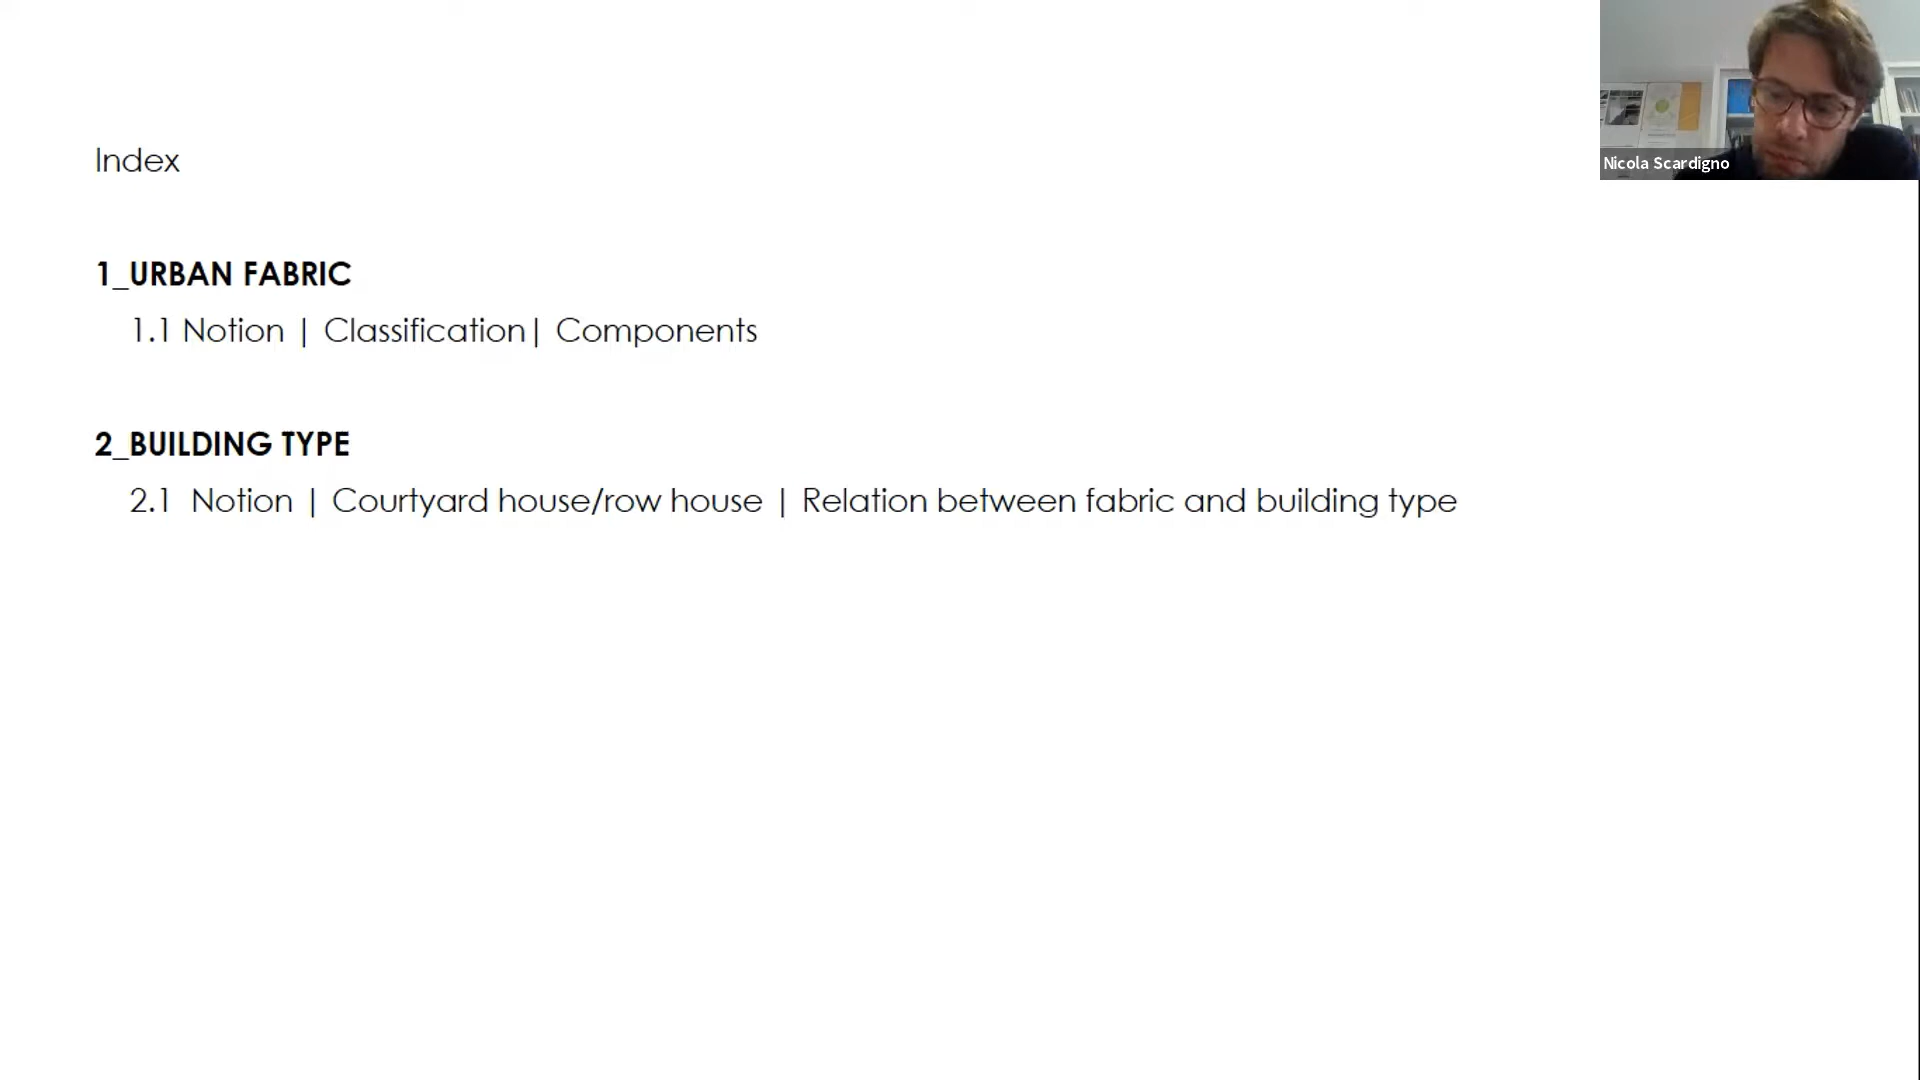 Index
Nicola Scardigno
1_URBAN FABRIC
1.1 Notion | Classification| Components
2_BUILDING TYPE
2.1 Notion | Courtyard house/row house | Relation between fabric and building type